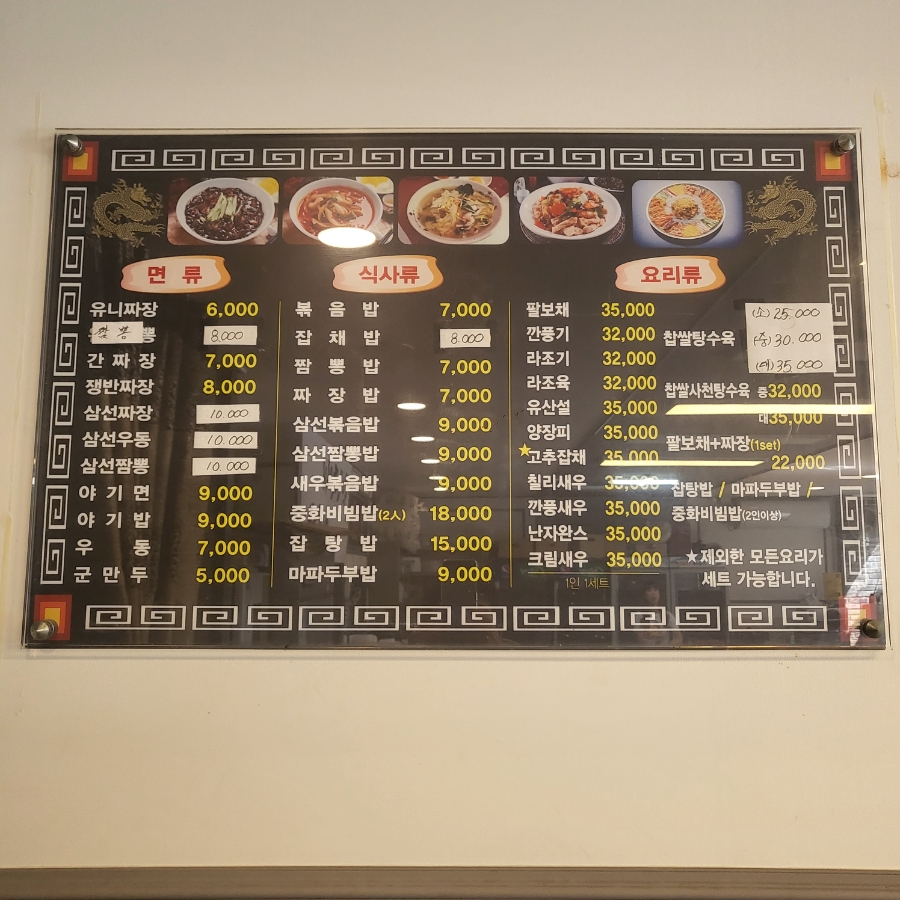 면 류
유니짜장 6,000
짬뽕 8.000
간 짜 장 7,000
쟁반짜장 8,000
삼선짜장 10.000
삼선우동 10.000
삼선짬뽕 10.000
야 기 면 9,000
야 기 밥 9,000
우 동 7,000
군 만 두 5,000
식사류
볶 음 밥 7,000
잡 채 밥 8.000
짬 뽕 밥 7,000
짜 장 밥 7,000
삼선볶음밥 9,000
삼선짬뽕밥 9,000
새우볶음밥 9,000
중화비빔밥(2人) 18,000
잡 탕 밥 15,000
마파두부밥 9,000
요리류
팔보채 35,000
깐풍기 32,000
라조기 32,000
라조육 32,000
유산설 35,000
양장피 35,000
★고추잡채 35,000
칠리새우 35,000
깐풍새우 35,000
난자완스 35,000
크림새우 35,000
1인 1세트
찹쌀탕수육 (소) 25.000
(중) 30.000
(대) 35.000
찹쌀사천탕수육 중32,000
대35,000
팔보채+짜장(1set)
22,000
잡탕밥 / 마파두부밥 /
중화비빔밥(2인이상)
★제외한 모든요리가
세트 가능합니다.